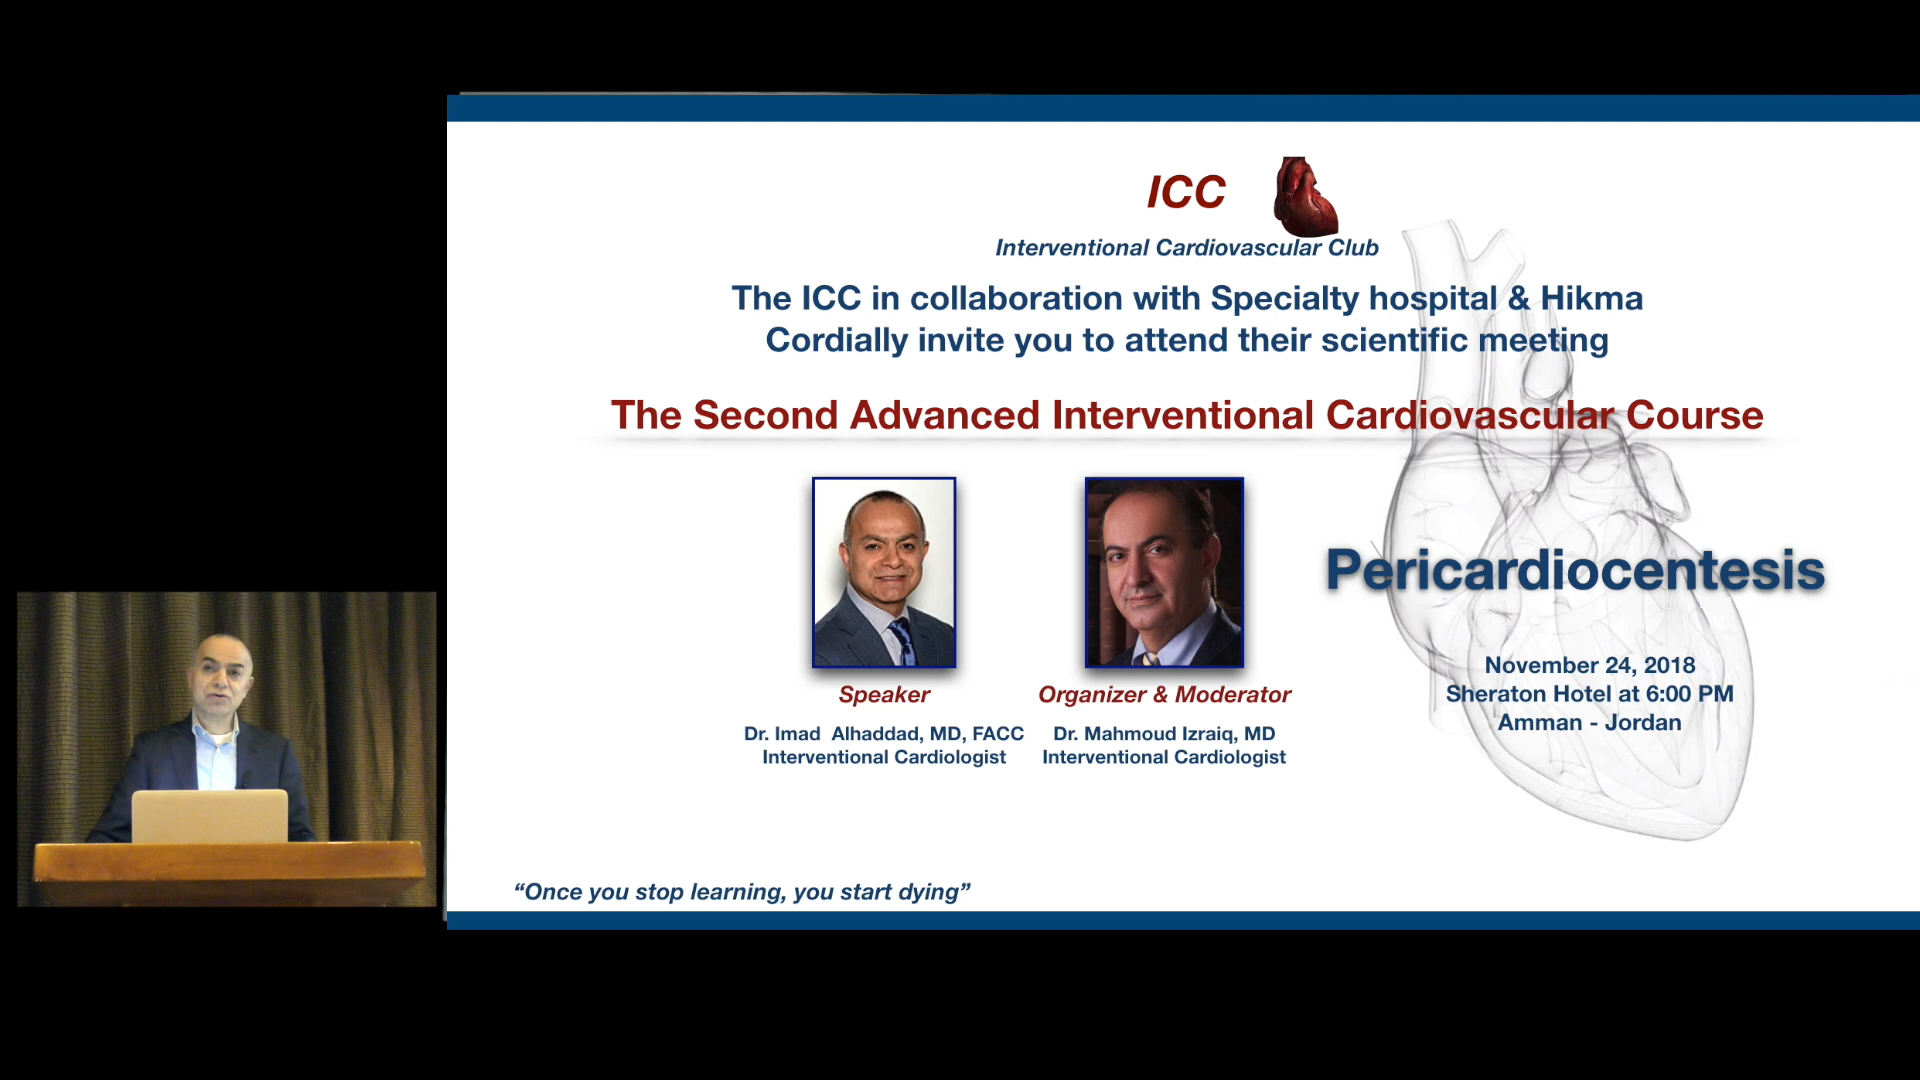 ICC
Interventional Cardiovascular Club
The ICC in collaboration with Specialty hospital & Hikma
Cordially invite you to attend their scientific meeting
The Second Advanced Interventional Cardiovascular Course
Speaker
Dr. Imad Alhaddad, MD, FACC
Interventional Cardiologist
Organizer & Moderator
Dr. Mahmoud Izraiq, MD
Interventional Cardiologist
Pericardiocentesis
November 24, 2018
Sheraton Hotel at 6:00 PM
Amman - Jordan
“Once you stop learning, you start dying”